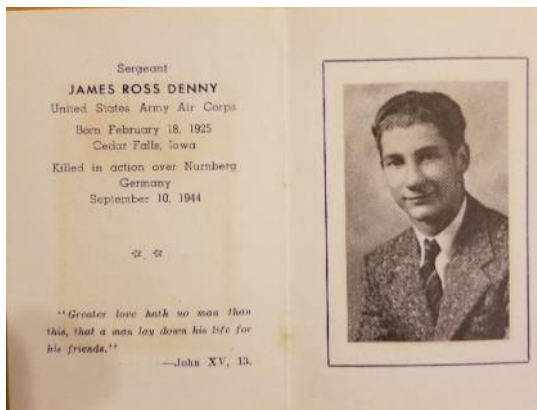 Sergeant
JAMES ROSS DENNY
United States Army Air Corps
Born February 18, 1925
Cedar Falls, Iowa
Killed in action over Nurnberg
Germany
September 10, 1944
"Greater love hath no man than
this, that a man lay down his life for
his friends."
—John XV, 13.